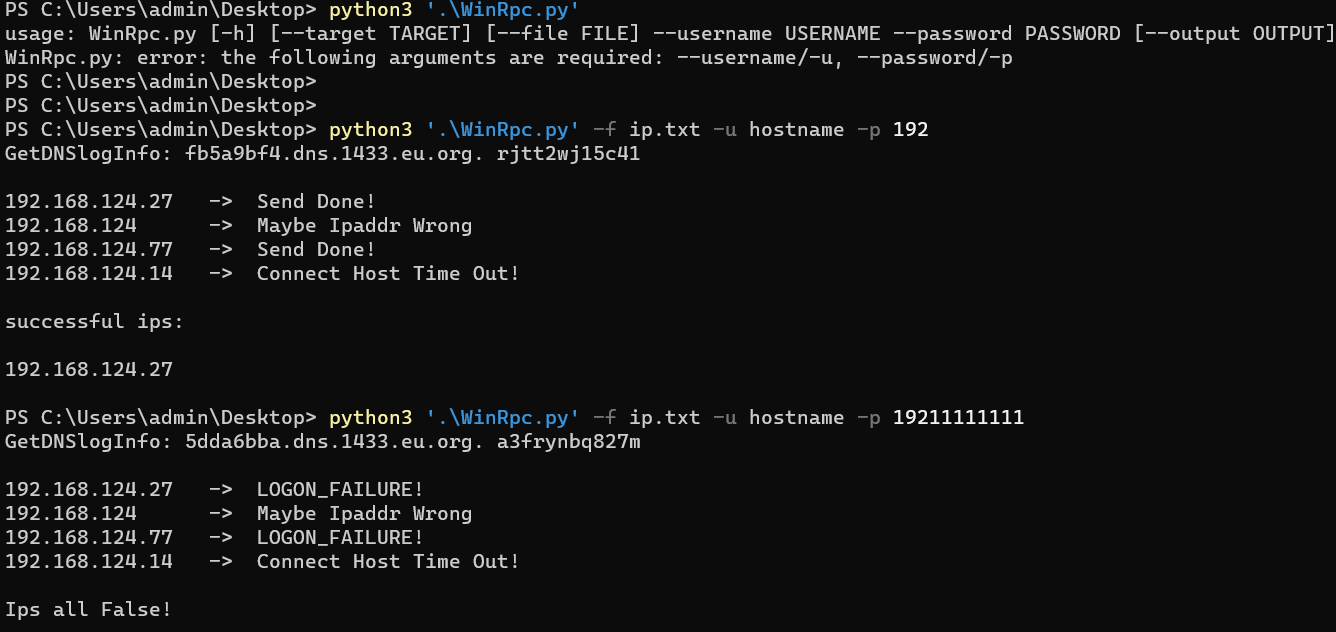 PS C:\Users\admin\Desktop> python3 '.\WinRpc.py'
usage: WinRpc.py [-h] [--target TARGET] [--file FILE] --username USERNAME --password PASSWORD [--output OUTPUT]
WinRpc.py: error: the following arguments are required: --username/-u, --password/-p
PS C:\Users\admin\Desktop>
PS C:\Users\admin\Desktop>
PS C:\Users\admin\Desktop> python3 '.\WinRpc.py' -f ip.txt -u hostname -p 192
GetDNSlogInfo: fb5a9bf4.dns.1433.eu.org. rjtt2wj15c41
192.168.124.27   ->  Send Done!
192.168.124      ->  Maybe Ipaddr Wrong
192.168.124.77   ->  Send Done!
192.168.124.14   ->  Connect Host Time Out!
successful ips:
192.168.124.27
PS C:\Users\admin\Desktop> python3 '.\WinRpc.py' -f ip.txt -u hostname -p 19211111111
GetDNSlogInfo: 5dda6bba.dns.1433.eu.org. a3frynbq827m
192.168.124.27   ->  LOGON_FAILURE!
192.168.124      ->  Maybe Ipaddr Wrong
192.168.124.77   ->  LOGON_FAILURE!
192.168.124.14   ->  Connect Host Time Out!
Ips all False!